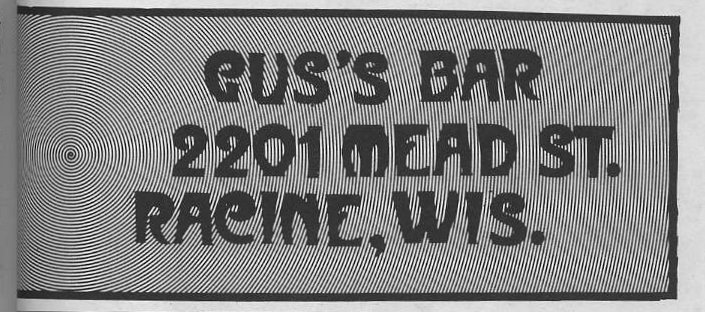 GUS'S BAR
2201 MEAD ST.
RACINE, WIS.